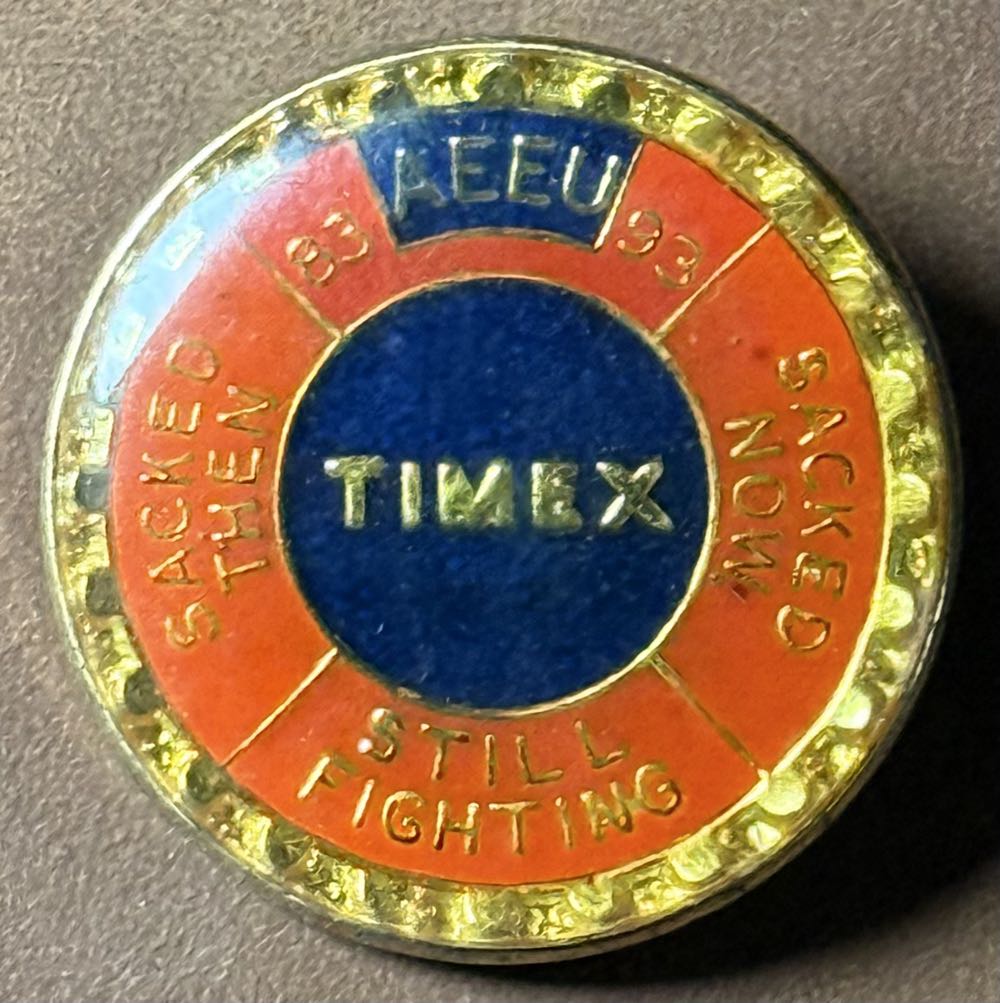 AEEU
83
93
SACKED
THEN
TIMEX
SACKED
NOW
STILL
FIGHTING